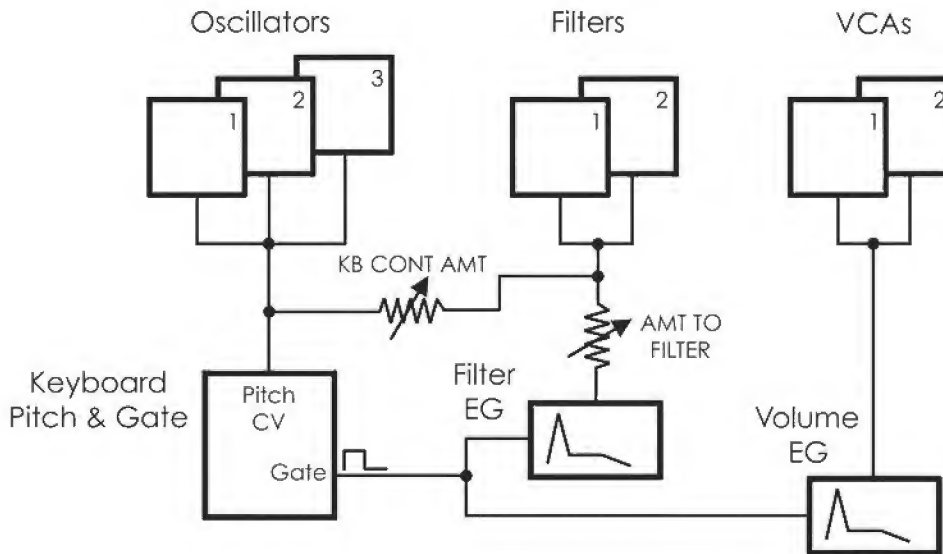 Oscillators
Filters
VCAs
1
2
3
1
2
1
2
KB CONT AMT
AMT TO
FILTER
Keyboard
Pitch & Gate
Pitch
CV
Gate
Filter
EG
Volume
EG